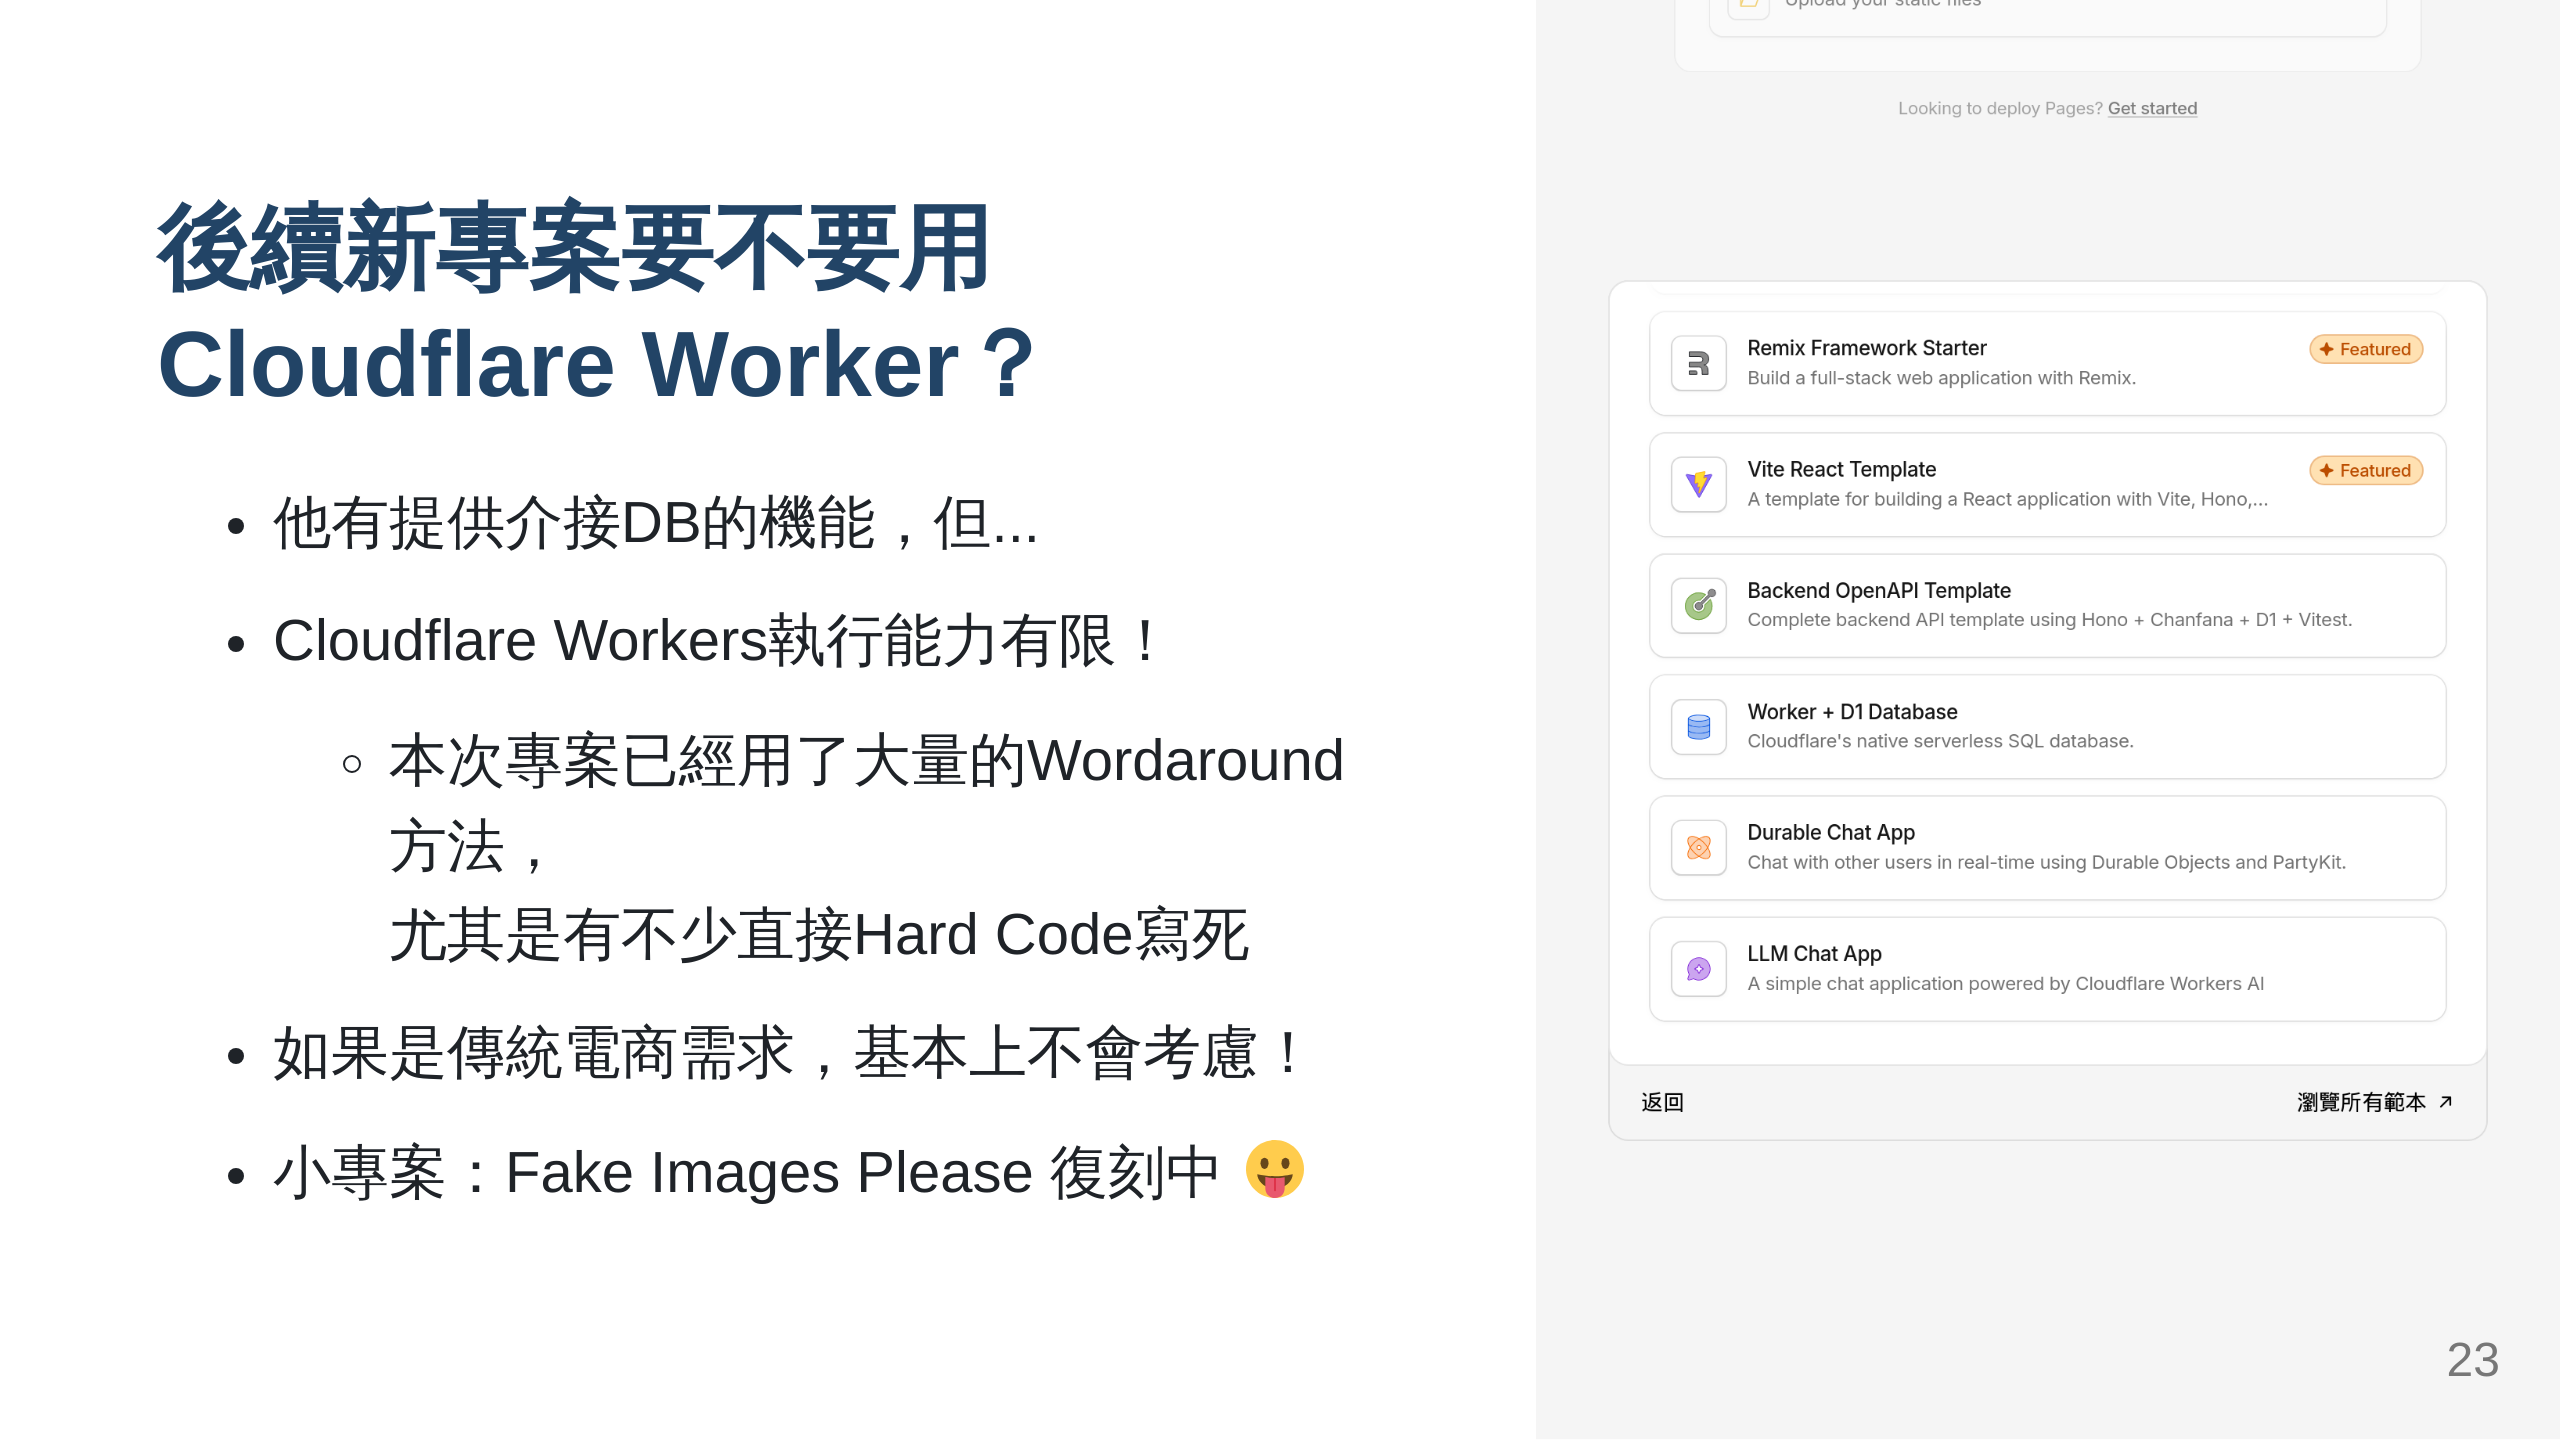 後續新專案要不要用
Cloudflare Worker？
他有提供介接DB的機能，但...
Cloudflare Workers執行能力有限！
本次專案已經用了大量的Wordaround
方法，
尤其是有不少直接Hard Code寫死
如果是傳統電商需求，基本上不會考慮！
小專案：Fake Images Please 復刻中 😛
Upload your static files
Looking to deploy Pages? Get started
Remix Framework Starter
Featured
Build a full-stack web application with Remix.
Vite React Template
Featured
A template for building a React application with Vite, Hono,...
Backend OpenAPI Template
Complete backend API template using Hono + Chanfana + D1 + Vitest.
Worker + D1 Database
Cloudflare's native serverless SQL database.
Durable Chat App
Chat with other users in real-time using Durable Objects and PartyKit.
LLM Chat App
A simple chat application powered by Cloudflare Workers AI
返回
瀏覽所有範本 ↗
23